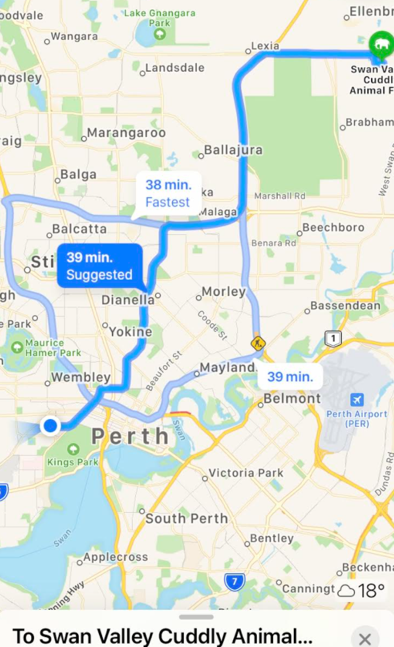 Ellenbr
odvale
Lake Gnangara
Park
Wangara
Lexia
Landsdale
ngsley
Swan Va
Cuddl
Animal F
Brabham
Marangaroo
aig
Ballajura
Balga
38 min.
Fastest
ka
Marshall Rd
West Swan
Malaga
Balcatta
Beechboro
Benara Rd
39 min.
Suggested
Sti
Dianella
Morley
gh
Bassendean
Coode St
e Park
Yokine
1
Maurice
Hamer Park
Beaufort St
Mayland
Wembley
39 min.
Belmont
Perth Airport
(PER)
Perth
Swan
Kings Park
Victoria Park
Dundas Rd
South Perth
Swan
Bentley
Applecross
Beckenha
7
Canningt
18°
nning Hwy
To Swan Valley Cuddly Animal...